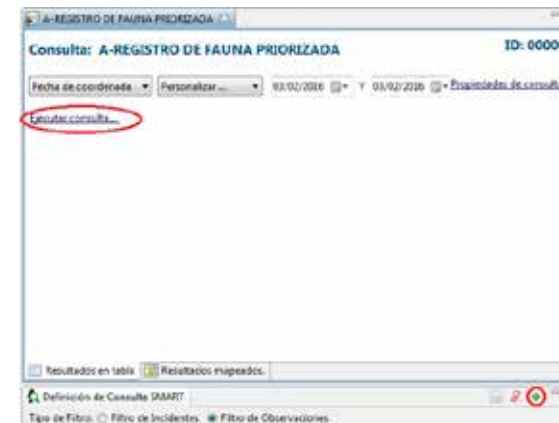 A-REGISTRO DE FAUNA PRIORIZADA
Consulta: A-REGISTRO DE FAUNA PRIORIZADA ID: 0000
Fecha de coordenada Personalizar ... 03/02/2016 Y 03/02/2016 Propiedades de consulta
Ejecutar consulta...
Resultados en tabla Resultados mapeados.
Definición de Consulta SMART
Tipo de Filtro: Filtro de Incidentes Filtro de Observaciones